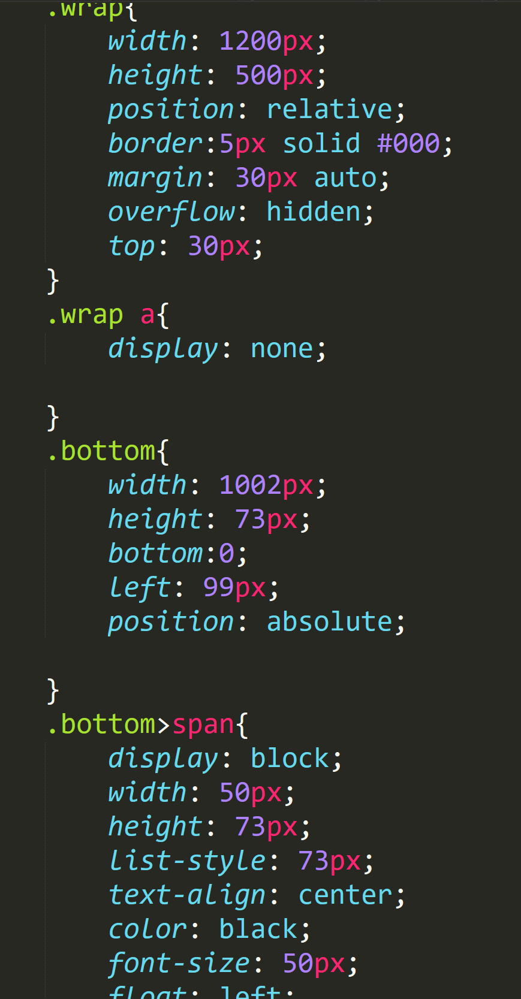 .wrap{
width: 1200px;
height: 500px;
position: relative;
border:5px solid #000;
margin: 30px auto;
overflow: hidden;
top: 30px;
}
.wrap a{
display: none;
}
.bottom{
width: 1002px;
height: 73px;
bottom:0;
left: 99px;
position: absolute;
}
.bottom>span{
display: block;
width: 50px;
height: 73px;
list-style: 73px;
text-align: center;
color: black;
font-size: 50px;
float: left;